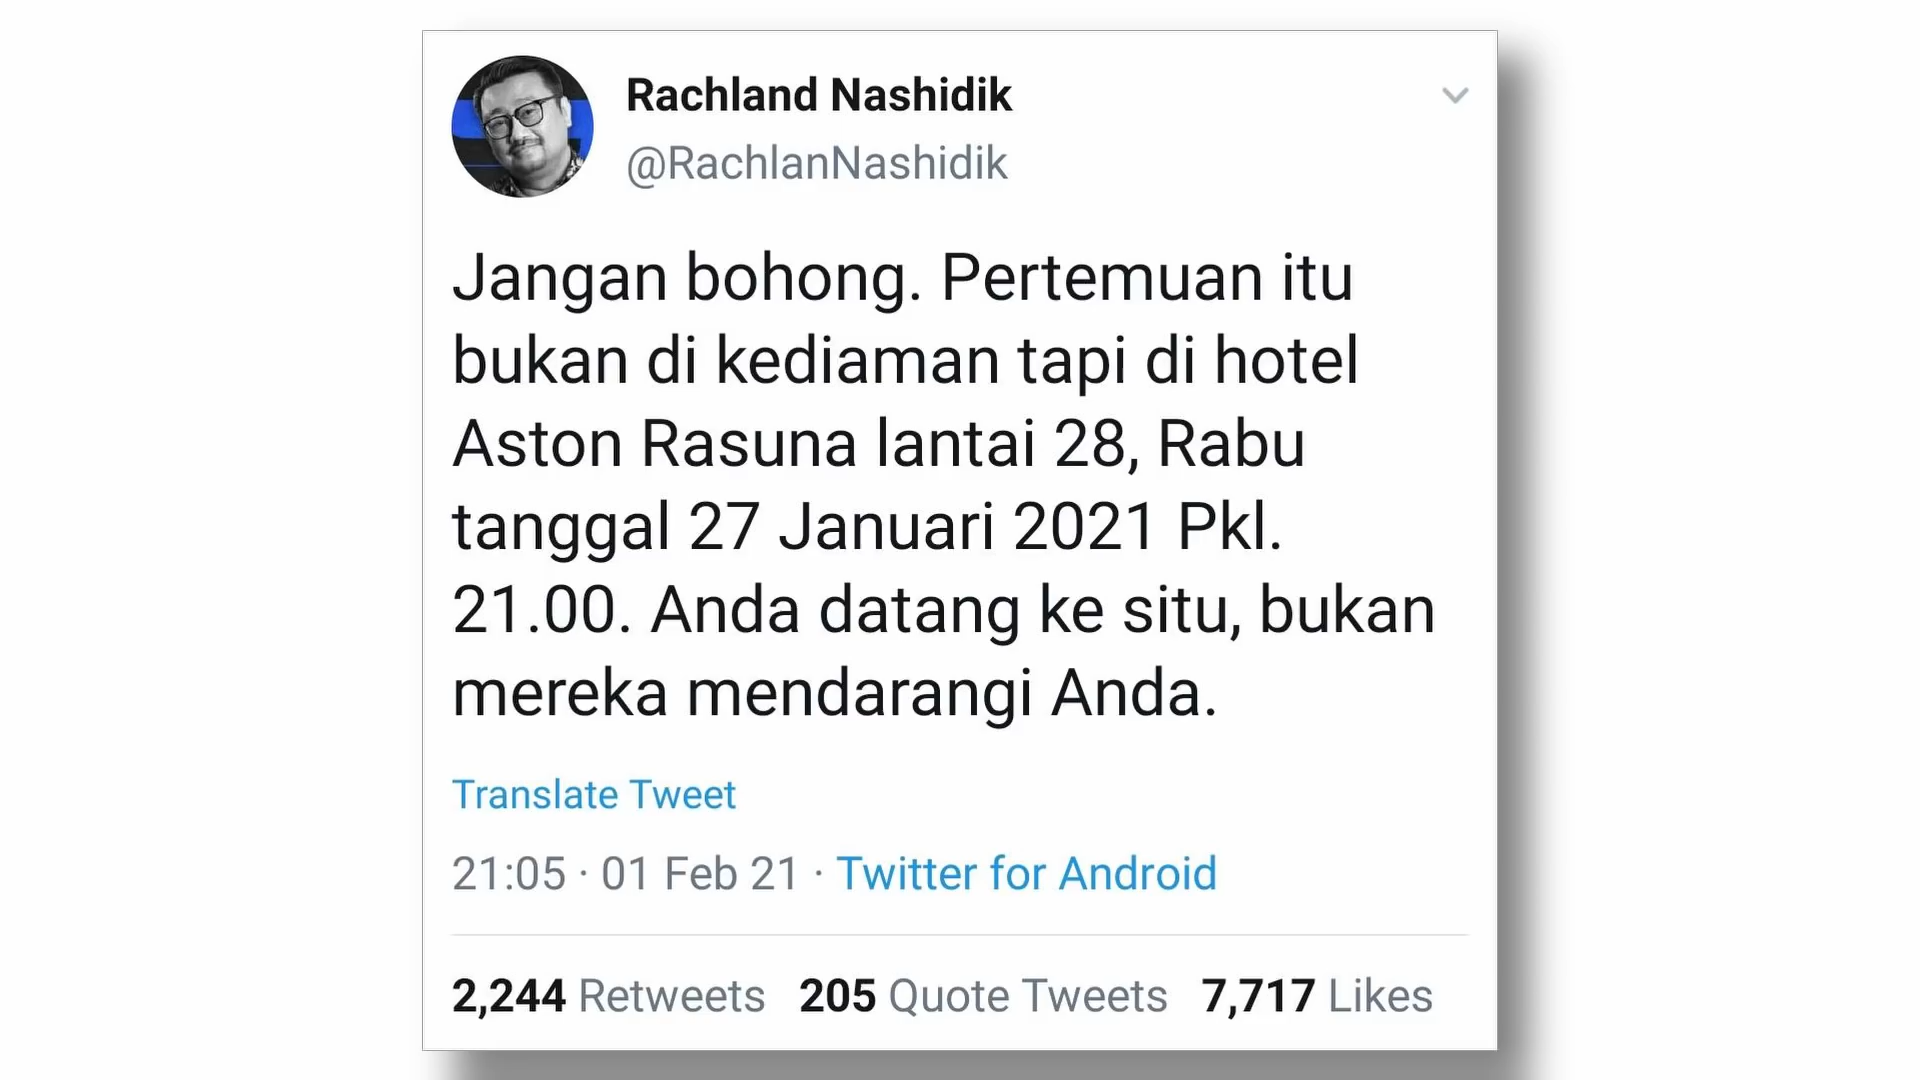 Rachland Nashidik
@RachlanNashidik
Jangan bohong. Pertemuan itu
bukan di kediaman tapi di hotel
Aston Rasuna lantai 28, Rabu
tanggal 27 Januari 2021 Pkl.
21.00. Anda datang ke situ, bukan
mereka mendarangi Anda.
Translate Tweet
21:05 · 01 Feb 21 · Twitter for Android
2,244 Retweets 205 Quote Tweets 7,717 Likes